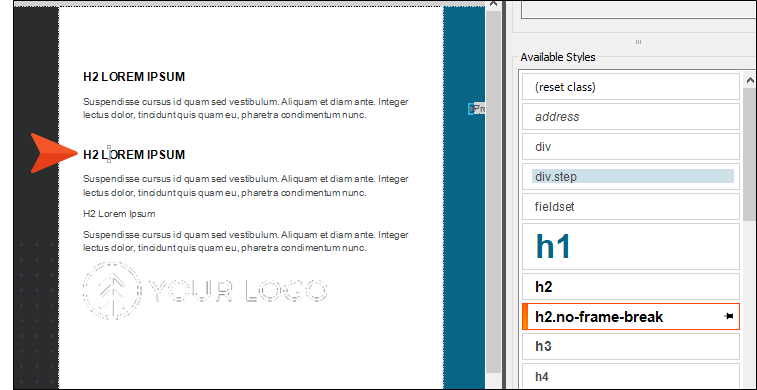 H2 LOREM IPSUM
Suspendisse cursus id quam sed vestibulum. Aliquam et diam ante. Integer
lectus dolor, tincidunt quis quam eu, pharetra condimentum nunc.
H2 LOREM IPSUM
Suspendisse cursus id quam sed vestibulum. Aliquam et diam ante. Integer
lectus dolor, tincidunt quis quam eu, pharetra condimentum nunc.
H2 Lorem Ipsum
Suspendisse cursus id quam sed vestibulum. Aliquam et diam ante. Integer
lectus dolor, tincidunt quis quam eu, pharetra condimentum nunc.
YOUR LOGO
Pro
Available Styles
(reset class)
address
div
div.step
fieldset
h1
h2
h2.no-frame-break
h3
h4